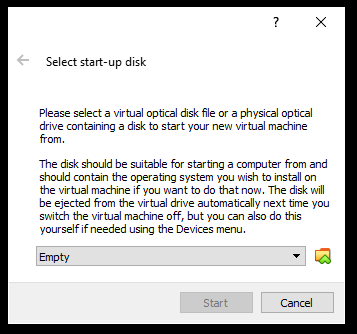 ?
Select start-up disk
Please select a virtual optical disk file or a physical optical
drive containing a disk to start your new virtual machine
from.
The disk should be suitable for starting a computer from and
should contain the operating system you wish to install on
the virtual machine if you want to do that now. The disk will
be ejected from the virtual drive automatically next time you
switch the virtual machine off, but you can also do this
yourself if needed using the Devices menu.
Empty
Start Cancel